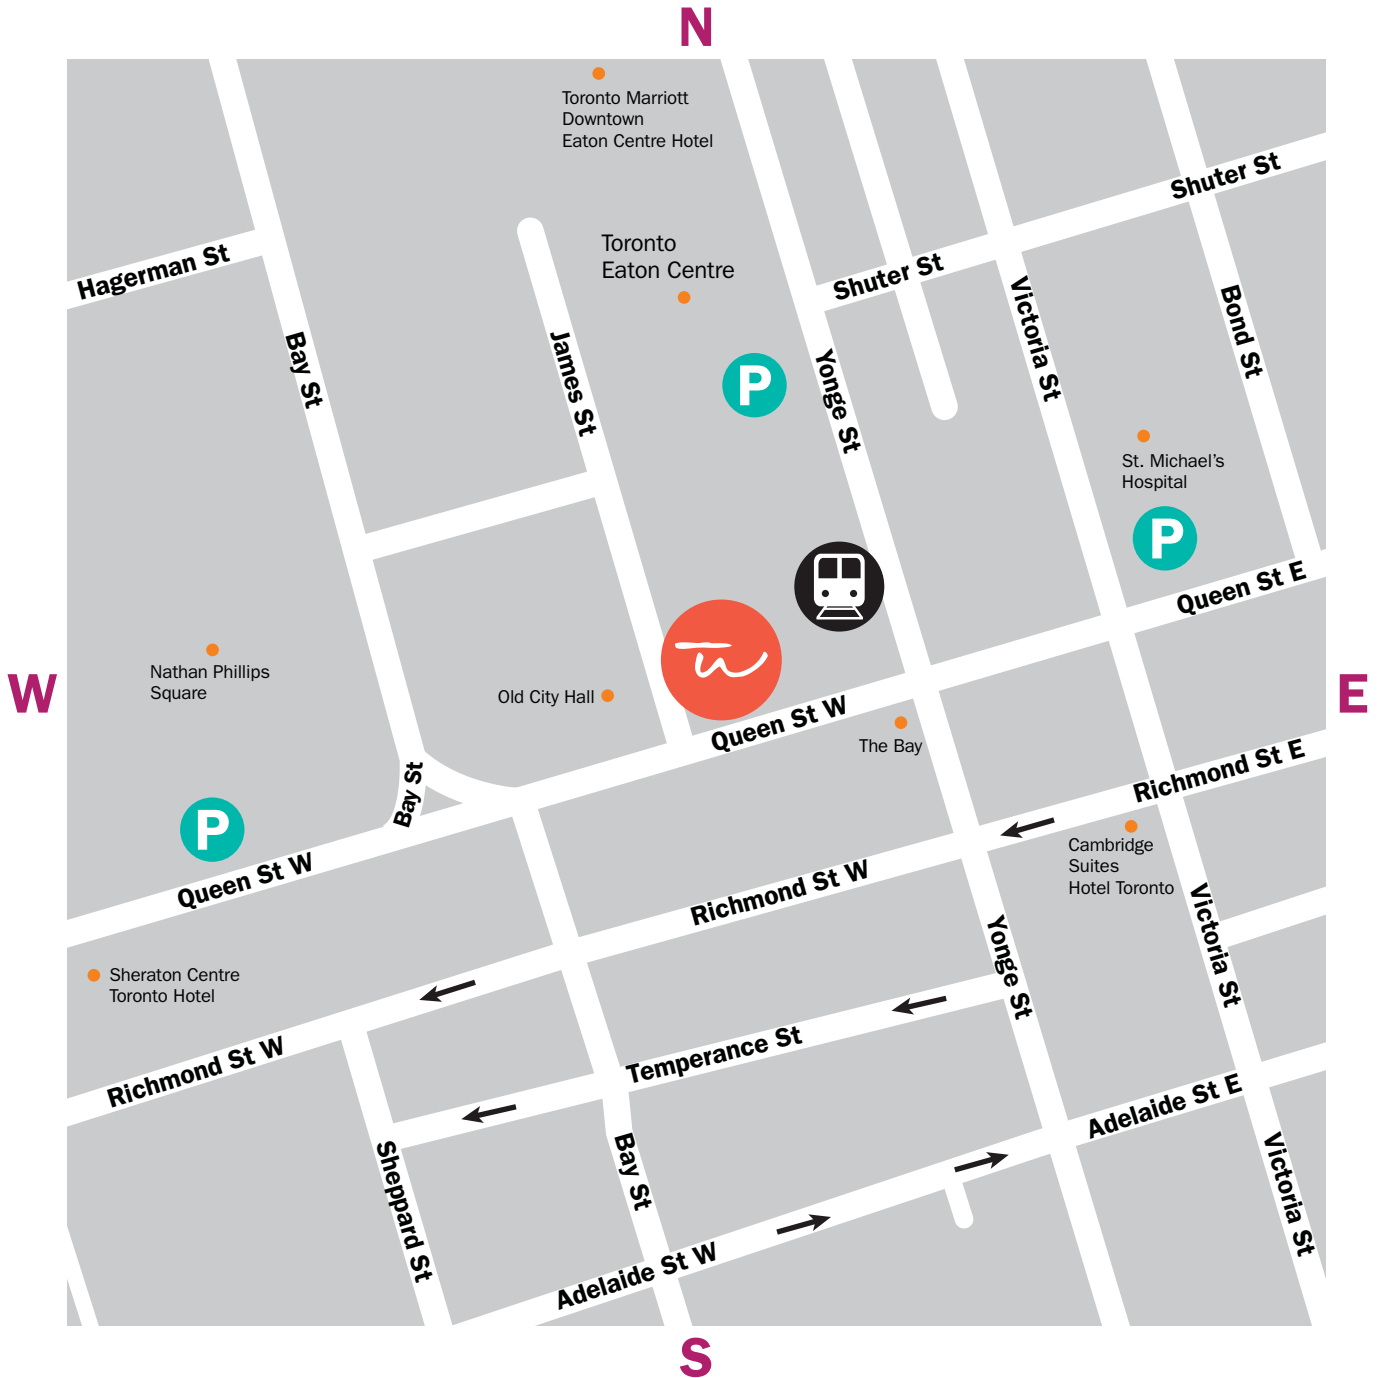 N
Toronto Marriott
Downtown
Eaton Centre Hotel
Shuter St
Toronto
Eaton Centre
Hagerman St
Shuter St
Victoria St
Bond St
Bay St
James St
Yonge St
P
St. Michael's
Hospital
P
Queen St E
Nathan Phillips
Square
W
Old City Hall
Queen St W
The Bay
E
Bay St
Richmond St E
P
Cambridge
Suites
Hotel Toronto
Queen St W
Richmond St W
Victoria St
Yonge St
Sheraton Centre
Toronto Hotel
Temperance St
Richmond St W
Adelaide St E
Sheppard St
Bay St
Victoria St
Adelaide St W
S